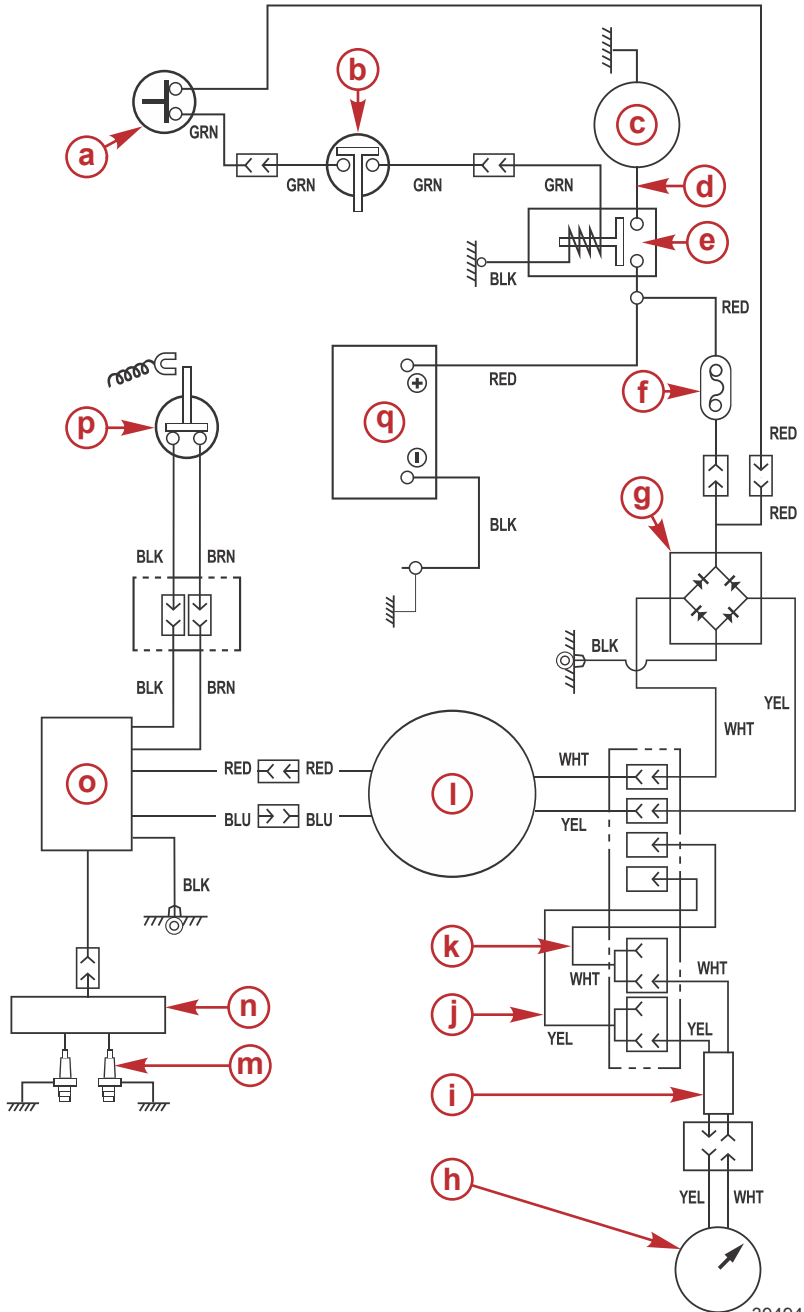 b
c
a
GRN
GRN
GRN
GRN
d
e
BLK
RED
RED
f
p
q
+
−
RED
g
RED
BLK
BLK
BRN
BLK
YEL
BLK
BRN
WHT
o
RED
RED
l
WHT
BLU
BLU
YEL
BLK
k
WHT
WHT
n
j
YEL
YEL
m
i
h
YEL
WHT